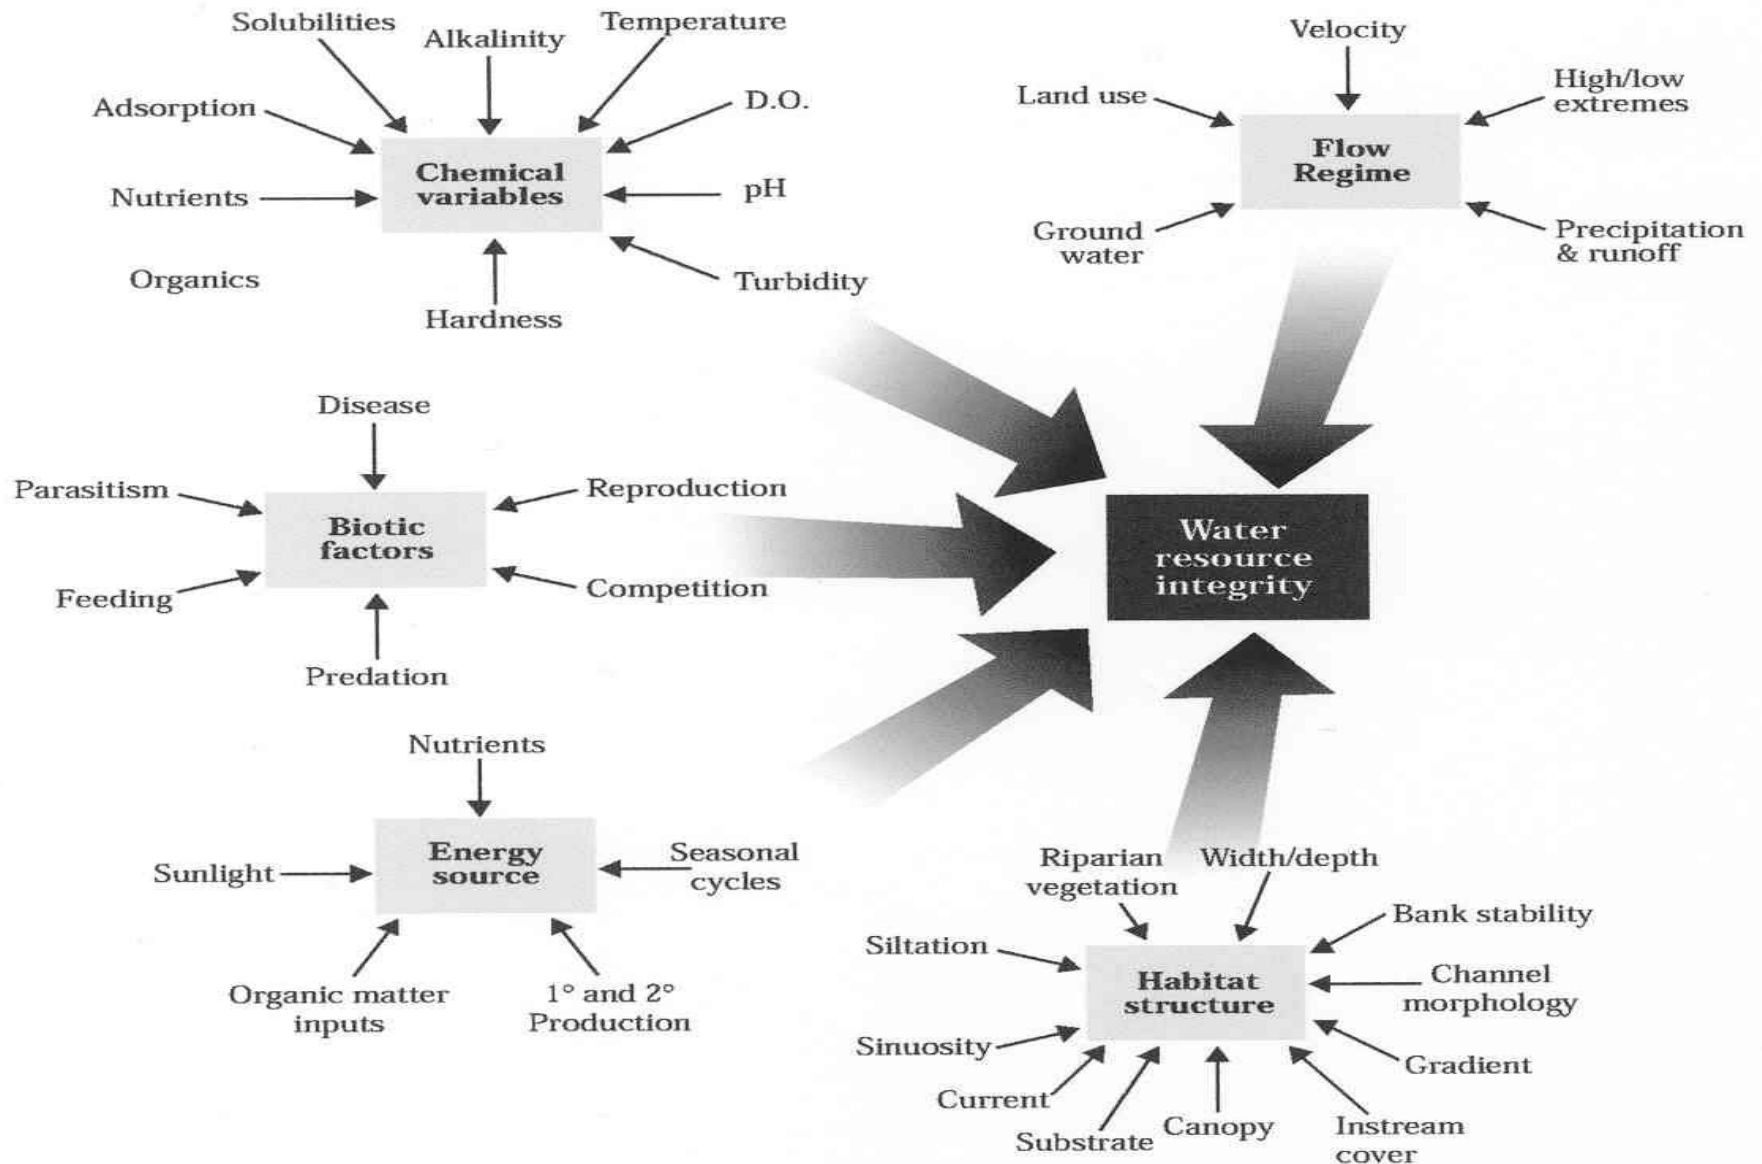 Solubilities
Alkalinity
Temperature
Adsorption
D.O.
Chemical
variables
Nutrients
pH
Organics
Turbidity
Hardness
Velocity
Land use
High/low
extremes
Flow
Regime
Ground
water
Precipitation
& runoff
Disease
Parasitism
Reproduction
Biotic
factors
Feeding
Competition
Predation
Water
resource
integrity
Nutrients
Energy
source
Sunlight
Seasonal
cycles
Organic matter
inputs
1° and 2°
Production
Riparian
vegetation
Width/depth
Bank stability
Siltation
Habitat
structure
Channel
morphology
Sinuosity
Gradient
Current
Substrate
Canopy
Instream
cover